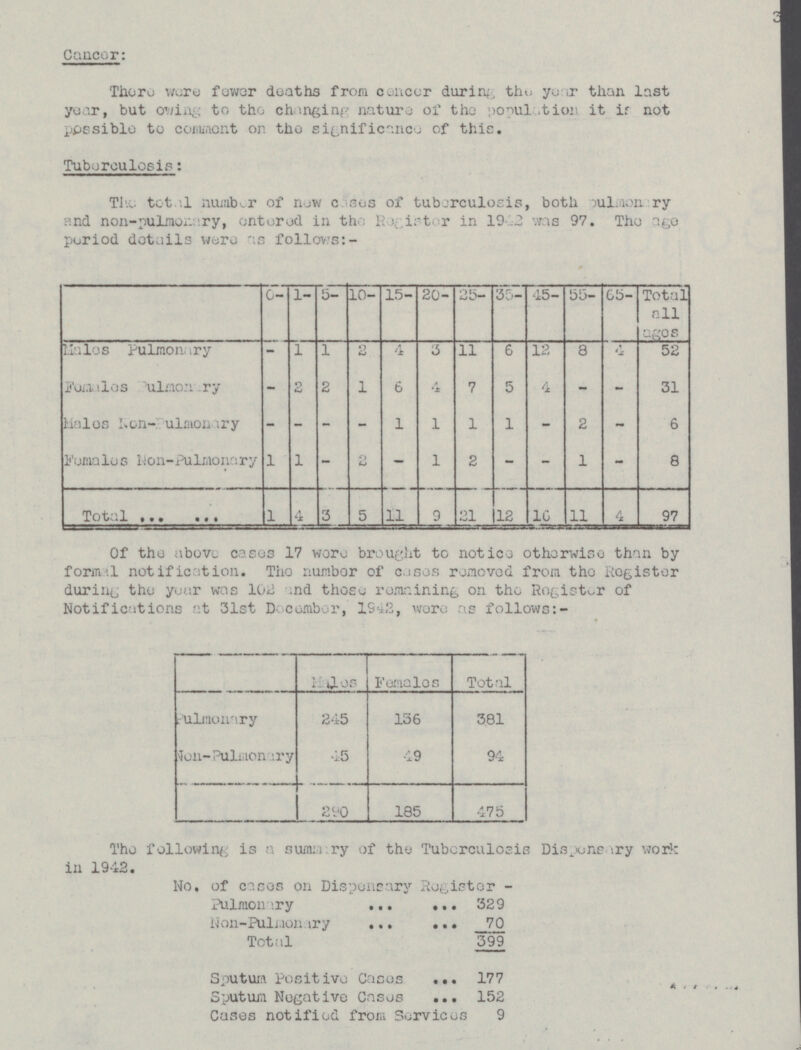 3
Cancer:
There were fewer deaths from cancer during the year than last
year, but owing to the changing nature of the population it is not
possible to comment on the significance of this.
Tuberculosis:
The total number of new cases of tuberculosis, both pulmonary
and non-pulmonary, entered in the Register in 1942 was 97. The age
period details were as follows:-
0- 1- 5- 10- 15- 20- 25- 35- 45- 55- 65- Total
all
ages
Males Pulmonary - 1 1 2 4 3 11 6 12 8 4 52
Females Pulmonary - 2 2 1 6 4 7 5 4 - - 31
Males Non-Pulmonary - - - - 1 1 1 1 - 2 - 6
Females Non-Pulmonary 1 1 - 2 - 1 2 - - 1 - 8
Total ... ... 1 4 3 5 11 9 21 12 16 11 4 97
Of the above cases 17 were brought to notice otherwise than by
formal notification. The number of cases removed from the Register
during the year was 102 and those remaining on the Register of
Notifications at 31st December, 1942, were as follows:-
Males Females Total
Pulmonary 245 136 381
Non-Pulmonary 45 49 94
290 185 475
The following is a summary of the Tuberculosis Dispensary work
in 1942.
No. of cases on Dispensary Register -
Pulmonary ... ... 329
Non-Pulmonary ... ... 70
Total 399
Sputum Positive Cases ... 177
Sputum Negative Cases ... 152
Cases notified from Services 9